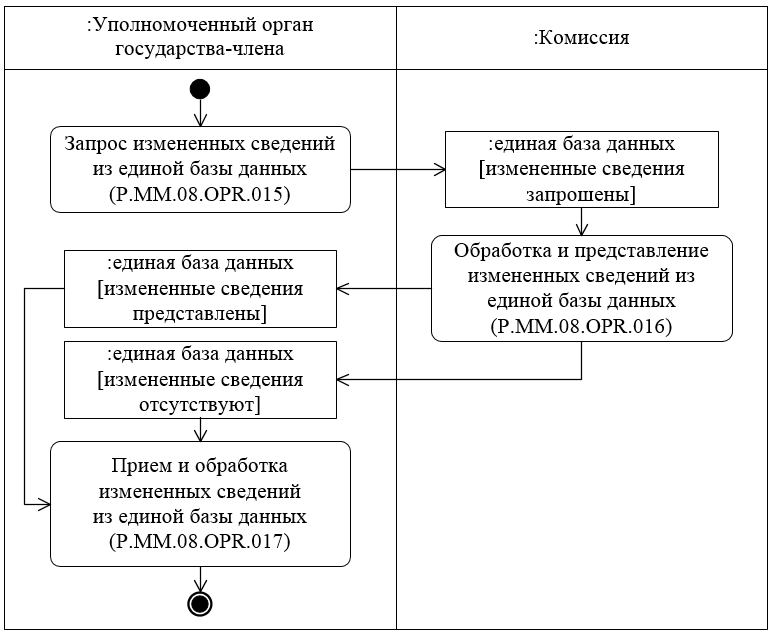 :Уполномоченный орган
государства-члена
:Комиссия
Запрос измененных сведений
из единой базы данных
(P.MM.08.OPR.015)
:единая база данных
[измененные сведения
запрошены]
Обработка и представление
измененных сведений из
единой базы данных
(P.MM.08.OPR.016)
:единая база данных
[измененные сведения
представлены]
:единая база данных
[измененные сведения
отсутствуют]
Прием и обработка
измененных сведений
из единой базы данных
(P.MM.08.OPR.017)